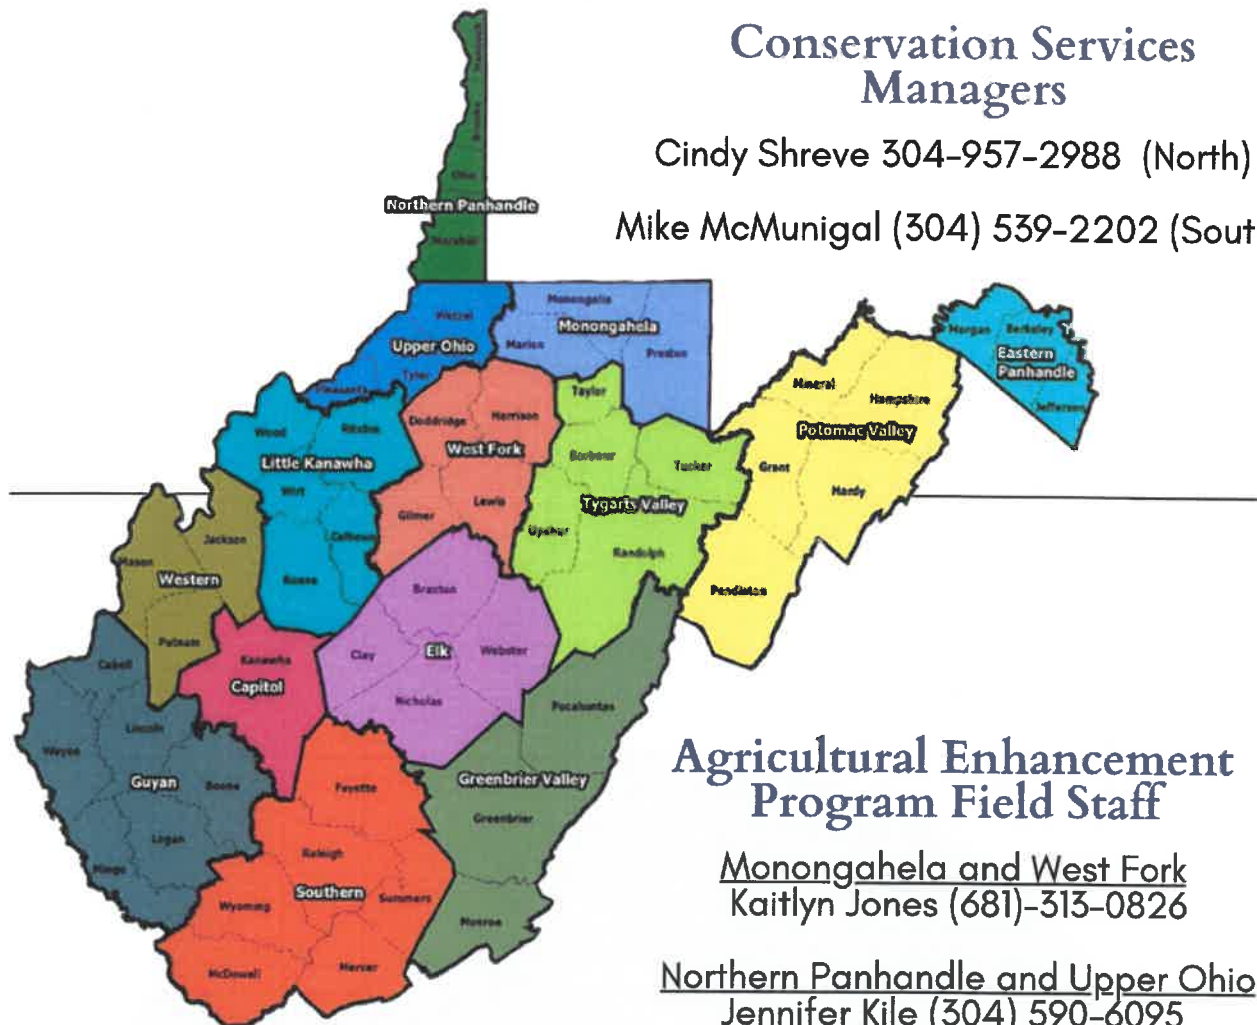 Conservation Services
Managers
Cindy Shreve 304-957-2988 (North)
Mike McMunigal (304) 539-2202 (Sout
Ohio
Northern Panhandle
Marshall
Wetzel
Upper Ohio
Tyler
Pleasants
Monongalia
Monongahela
Marion
Preston
Morgan
Berkeley
Eastern
Panhandle
Jefferson
Mineral
Hampshire
Potomac Valley
Grant
Hardy
Pendleton
Taylor
Barbour
Tucker
Tygarts Valley
Upshur
Randolph
Doddridge
Harrison
West Fork
Lewis
Gilmer
Wood
Ritchie
Little Kanawha
Wirt
Calhoun
Roane
Jackson
Mason
Western
Putnam
Braxton
Clay
Elk
Webster
Nicholas
Kanawha
Capitol
Cabell
Lincoln
Wayne
Guyan
Boone
Logan
Mingo
Pocahontas
Greenbrier Valley
Greenbrier
Monroe
Fayette
Raleigh
Southern
Summers
Wyoming
McDowell
Mercer
Agricultural Enhancement
Program Field Staff
Monongahela and West Fork
Kaitlyn Jones (681)-313-0826
Northern Panhandle and Upper Ohio
Jennifer Kile (304) 590-6095